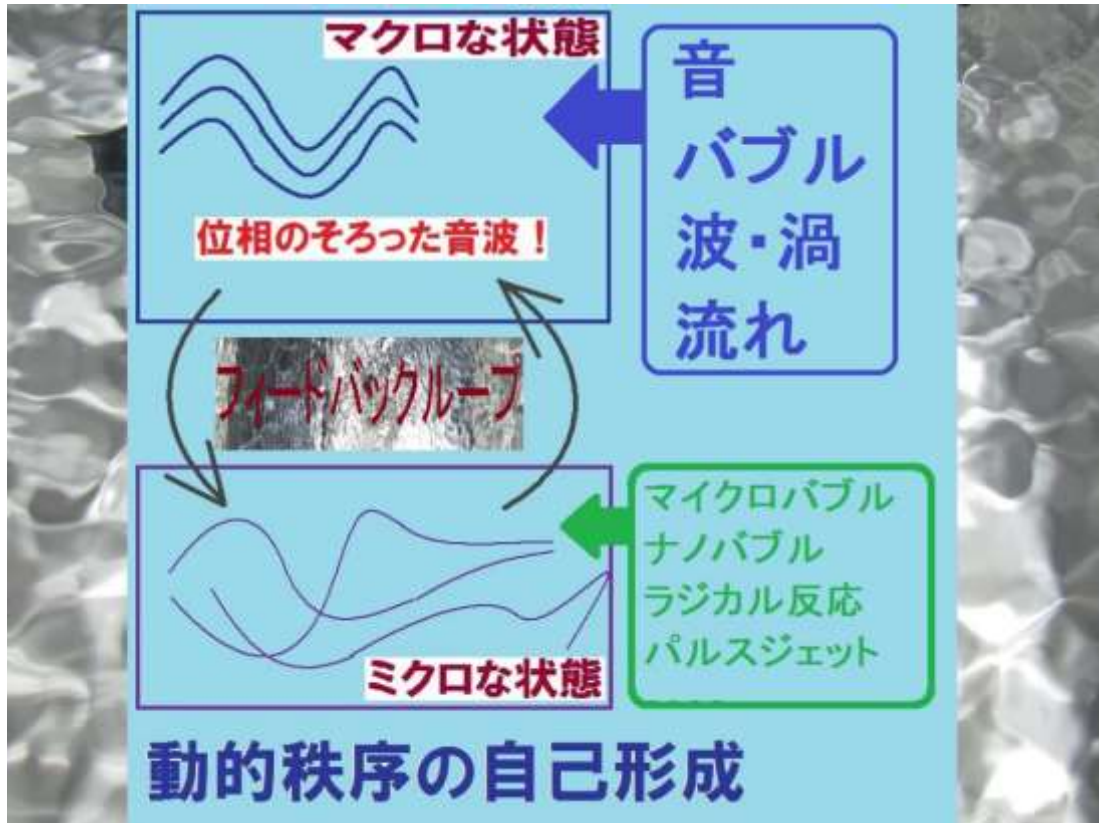 マクロな状態
音
バブル
波・渦
流れ
位相のそろった音波！
フィードバックループ
マイクロバブル
ナノバブル
ラジカル反応
パルスジェット
ミクロな状態
動的秩序の自己形成